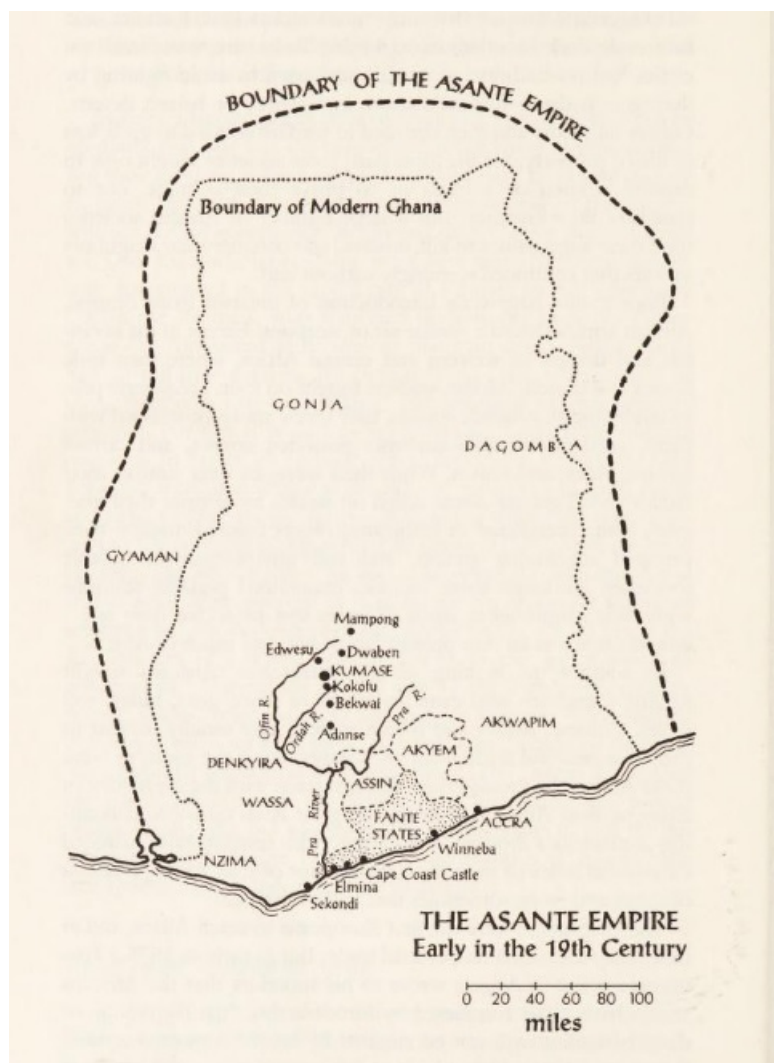 BOUNDARY OF THE ASANTE EMPIRE
Boundary of Modern Ghana
GONJA
DAGOMBA
GYAMAN
Mampong
Edwesu
Dwaben
KUMASE
Kokofu
Bekwai
Adanse
Ofin R.
Ordah R.
Pra R.
AKWAPIM
AKYEM
DENKYIRA
ASSIN
WASSA
Pra River
FANTE
STATES
ACCRA
Winneba
NZIMA
Cape Coast Castle
Elmina
Sekondi
THE ASANTE EMPIRE
Early in the 19th Century
0 20 40 60 80 100
miles